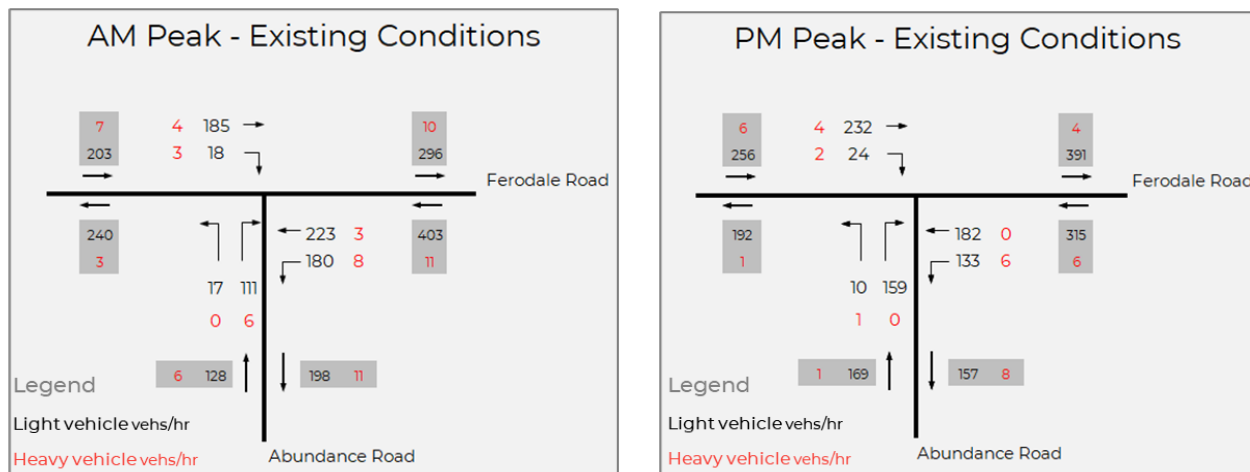 AM Peak - Existing Conditions
7 4 185 10
203 3 18 296
Ferodale Road
240 223 3 403
3 180 8 11
17 111
0 6
6 128 198 11
Legend
Light vehicle vehs/hr
Heavy vehicle vehs/hr
Abundance Road
PM Peak - Existing Conditions
6 4 232 4
256 2 24 391
Ferodale Road
192 182 0 315
1 133 6 6
10 159
1 0
1 169 157 8
Legend
Light vehicle vehs/hr
Heavy vehicle vehs/hr
Abundance Road